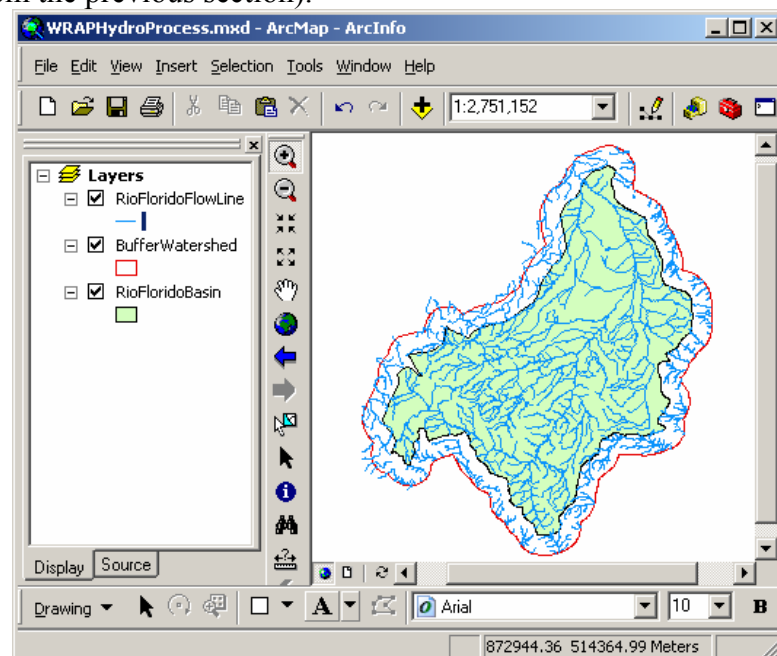 om the previous section).
WRAPHydroProcess.mxd - ArcMap - ArcInfo
File Edit View Insert Selection Tools Window Help
1:2,751,152
Layers
RioFloridoFlowLine
BufferWatershed
RioFloridoBasin
Display Source
Drawing A Arial 10 B
872944.36 514364.99 Meters